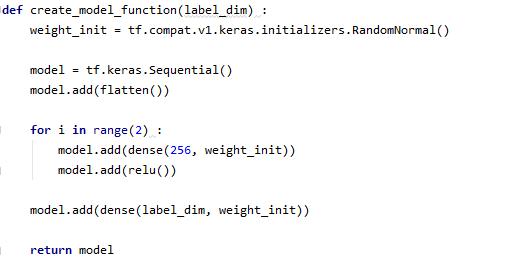 def create_model_function(label_dim) :
    weight_init = tf.compat.v1.keras.initializers.RandomNormal()
    model = tf.keras.Sequential()
    model.add(flatten())
    for i in range(2) :
        model.add(dense(256, weight_init))
        model.add(relu())
    model.add(dense(label_dim, weight_init))
    return model